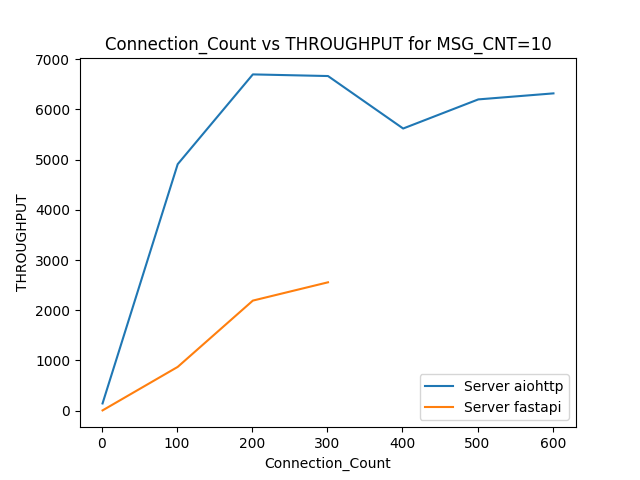 Connection_Count vs THROUGHPUT for MSG_CNT=10
THROUGHPUT
7000
6000
5000
4000
3000
2000
1000
0
0 100 200 300 400 500 600
Connection_Count
Server aiohttp
Server fastapi